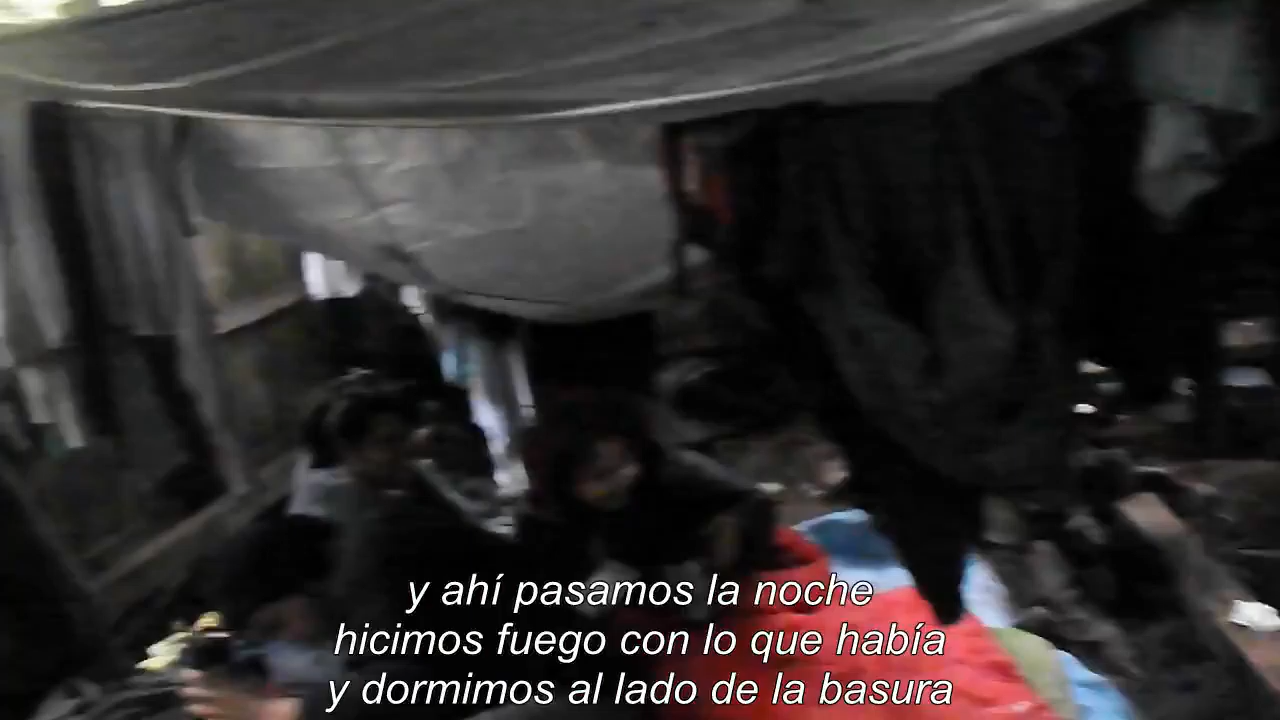 y ahí pasamos la noche
hicimos fuego con lo que había
y dormimos al lado de la basura